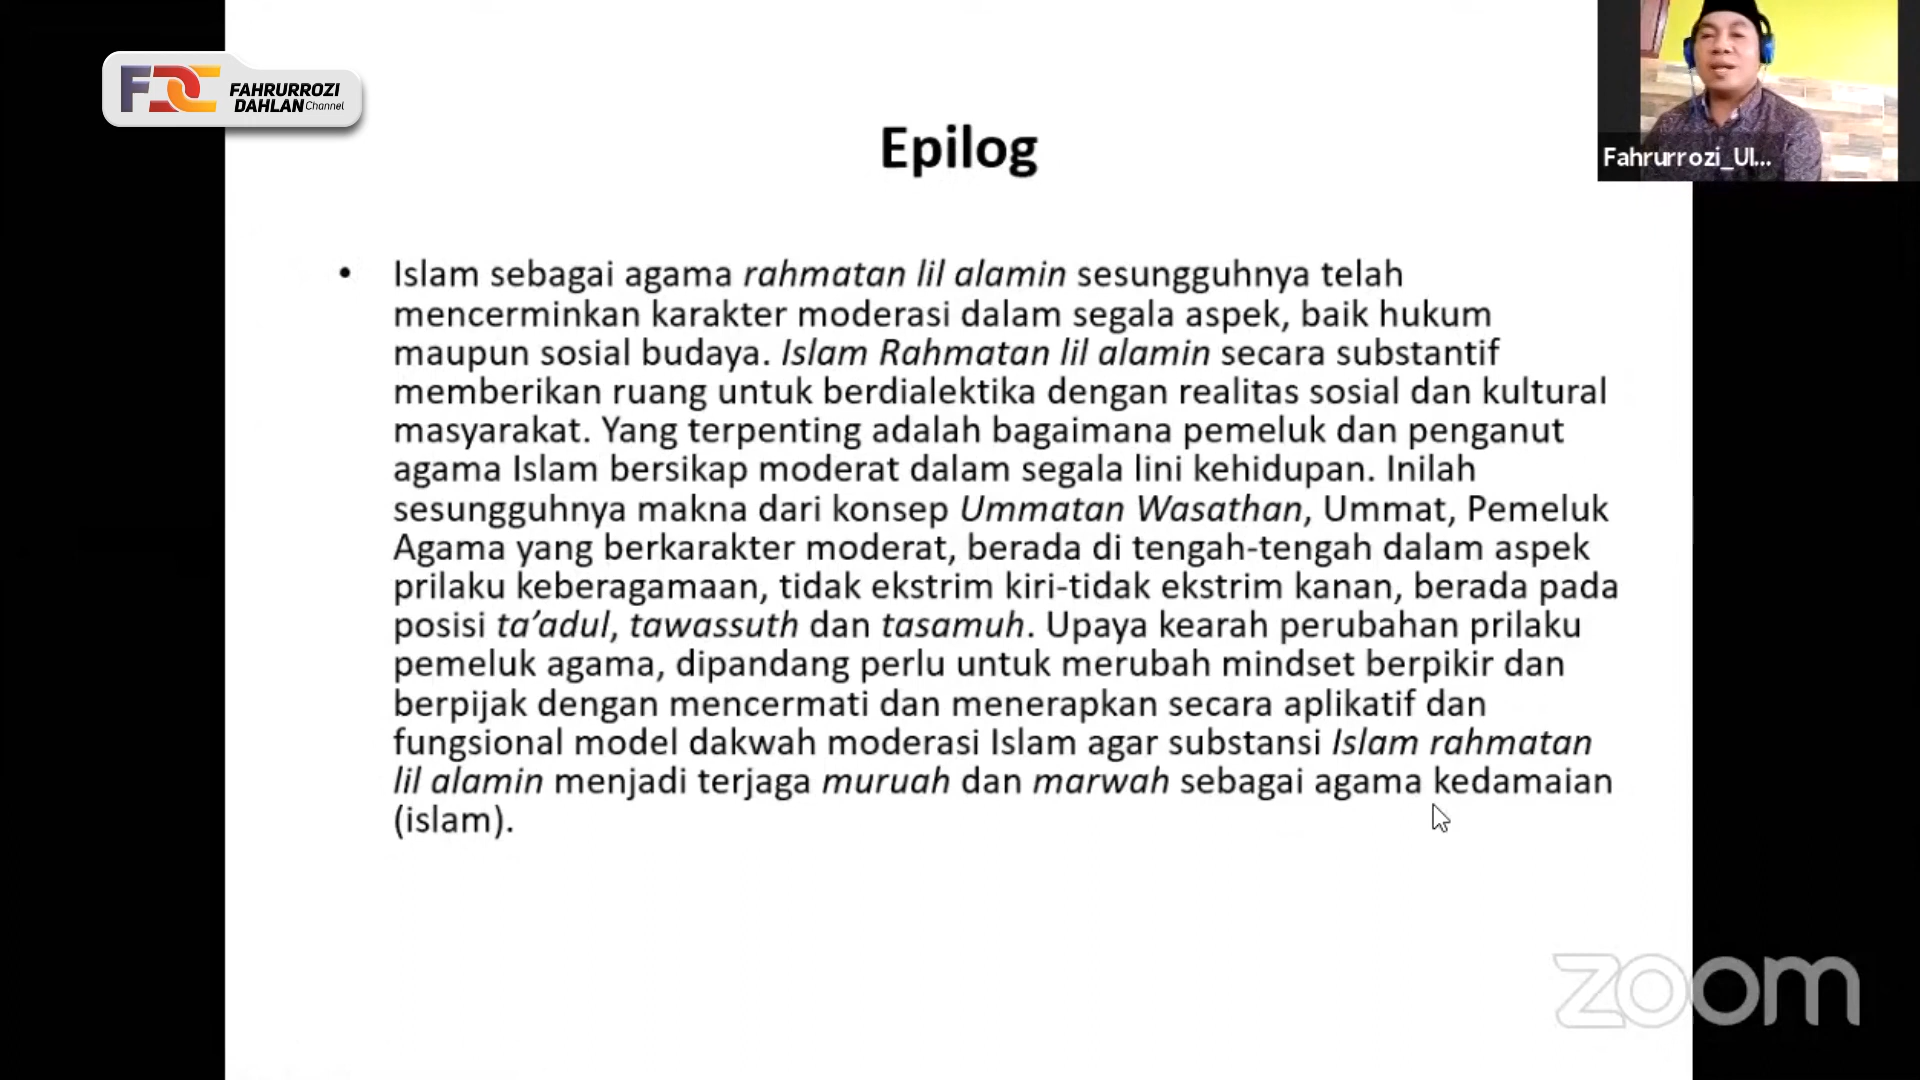 FDC
FAHRURROZI
DAHLAN Channel
Fahrurrozi_UI...
Epilog
• Islam sebagai agama rahmatan lil alamin sesungguhnya telah
mencerminkan karakter moderasi dalam segala aspek, baik hukum
maupun sosial budaya. Islam Rahmatan lil alamin secara substantif
memberikan ruang untuk berdialektika dengan realitas sosial dan kultural
masyarakat. Yang terpenting adalah bagaimana pemeluk dan penganut
agama Islam bersikap moderat dalam segala lini kehidupan. Inilah
sesungguhnya makna dari konsep Ummatan Wasathan, Ummat, Pemeluk
Agama yang berkarakter moderat, berada di tengah-tengah dalam aspek
prilaku keberagamaan, tidak ekstrim kiri-tidak ekstrim kanan, berada pada
posisi ta’adul, tawassuth dan tasamuh. Upaya kearah perubahan prilaku
pemeluk agama, dipandang perlu untuk merubah mindset berpikir dan
berpijak dengan mencermati dan menerapkan secara aplikatif dan
fungsional model dakwah moderasi Islam agar substansi Islam rahmatan
lil alamin menjadi terjaga muruah dan marwah sebagai agama kedamaian
(islam).
zoom